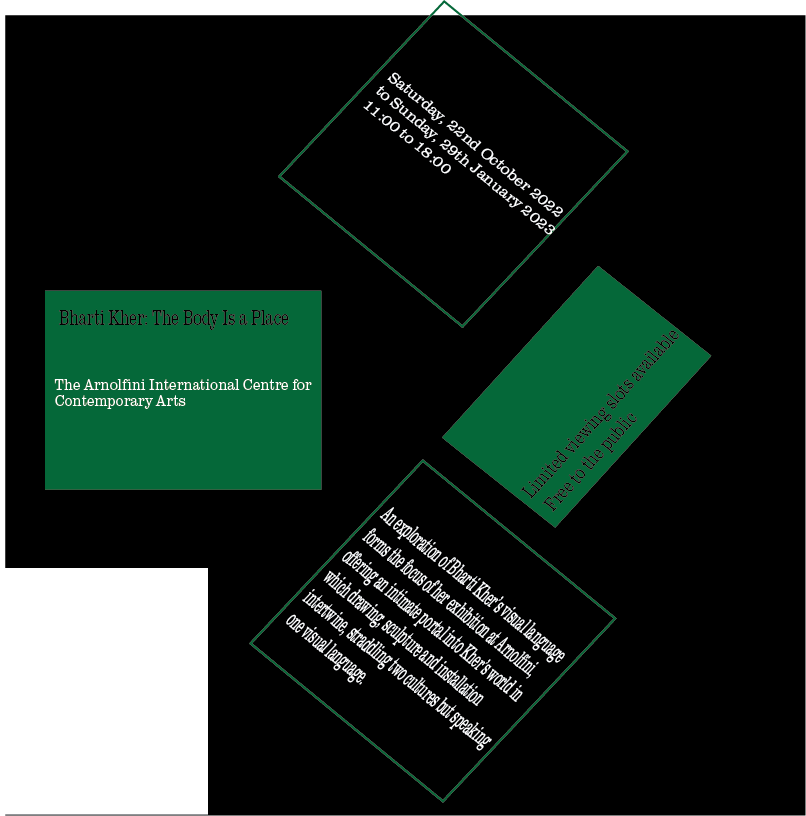 Saturday, 22nd October 2022
to Sunday, 29th January 2023
11.00 to 18.00
Bharti Kher: The Body Is a Place
The Arnolfini International Centre for
Contemporary Arts
Limited viewing slots available
Free to the public
An exploration of Bharti Kher's visual language
forms the focus of her exhibition at Arnolfini,
offering an intimate portal into Kher's world in
which drawing, sculpture and installation
intertwine, straddling two cultures but speaking
one visual language.